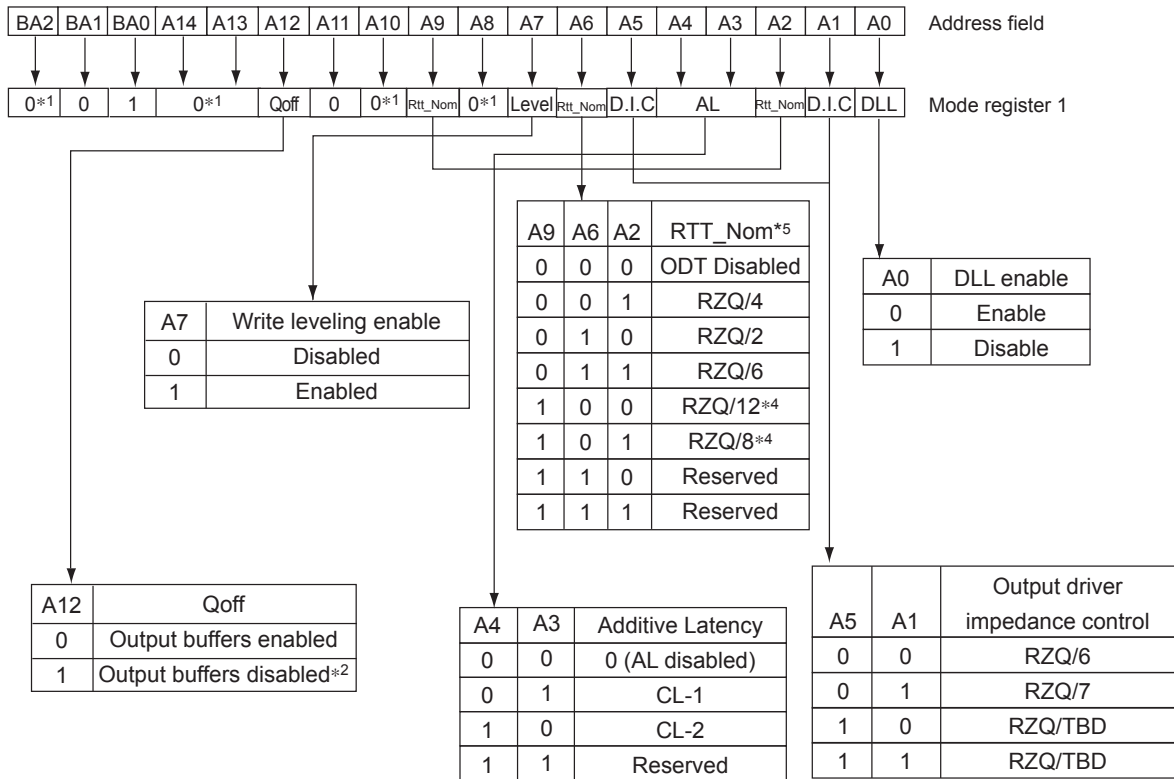 BA2 BA1 BA0 A14 A13 A12 A11 A10 A9 A8 A7 A6 A5 A4 A3 A2 A1 A0 Address field
0*1 0 1 0*1 Qoff 0 0*1 Rtt_Nom 0*1 Level Rtt_Nom D.I.C AL Rtt_Nom D.I.C DLL Mode register 1
A9 A6 A2 RTT_Nom*5
0 0 0 ODT Disabled
0 0 1 RZQ/4
0 1 0 RZQ/2
0 1 1 RZQ/6
1 0 0 RZQ/12*4
1 0 1 RZQ/8*4
1 1 0 Reserved
1 1 1 Reserved
A0 DLL enable
0 Enable
1 Disable
A7 Write leveling enable
0 Disabled
1 Enabled
A12 Qoff
0 Output buffers enabled
1 Output buffers disabled*2
A4 A3 Additive Latency
0 0 0 (AL disabled)
0 1 CL-1
1 0 CL-2
1 1 Reserved
Output driver
A5 A1 impedance control
0 0 RZQ/6
0 1 RZQ/7
1 0 RZQ/TBD
1 1 RZQ/TBD